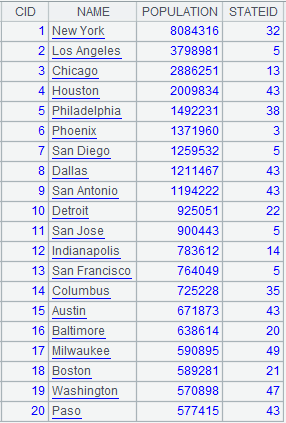 CID NAME POPULATION STATEID
1 New York 8084316 32
2 Los Angeles 3798981 5
3 Chicago 2886251 13
4 Houston 2009834 43
5 Philadelphia 1492231 38
6 Phoenix 1371960 3
7 San Diego 1259532 5
8 Dallas 1211467 43
9 San Antonio 1194222 43
10 Detroit 925051 22
11 San Jose 900443 5
12 Indianapolis 783612 14
13 San Francisco 764049 5
14 Columbus 725228 35
15 Austin 671873 43
16 Baltimore 638614 20
17 Milwaukee 590895 49
18 Boston 589281 21
19 Washington 570898 47
20 Paso 577415 43